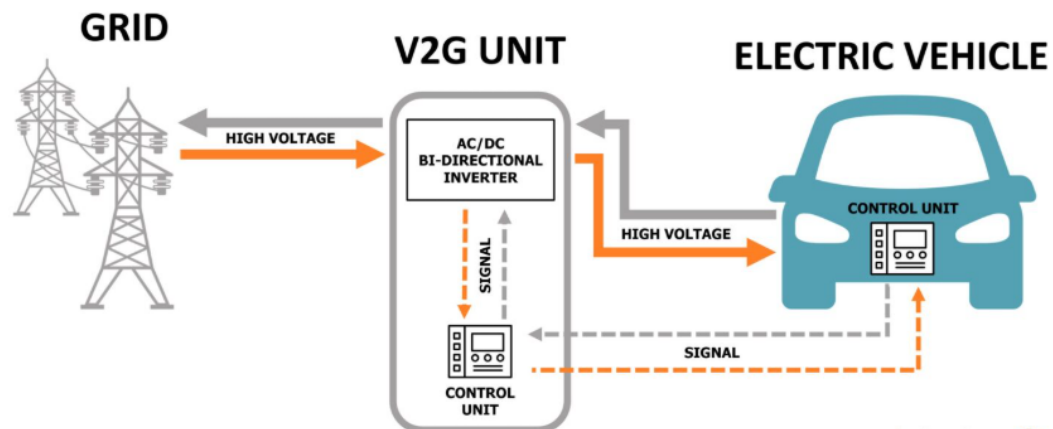 GRID
V2G UNIT
ELECTRIC VEHICLE
HIGH VOLTAGE
AC/DC
BI-DIRECTIONAL
INVERTER
SIGNAL
CONTROL
UNIT
HIGH VOLTAGE
CONTROL UNIT
SIGNAL